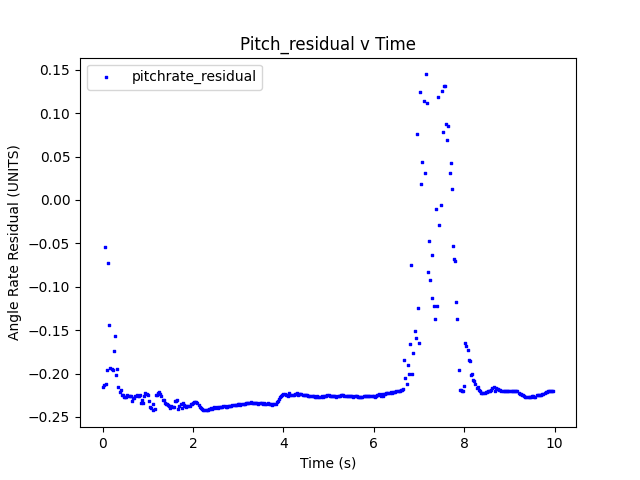 Pitch_residual v Time
pitchrate_residual
0.15
0.10
0.05
0.00
−0.05
−0.10
−0.15
−0.20
−0.25
Angle Rate Residual (UNITS)
0 2 4 6 8 10
Time (s)